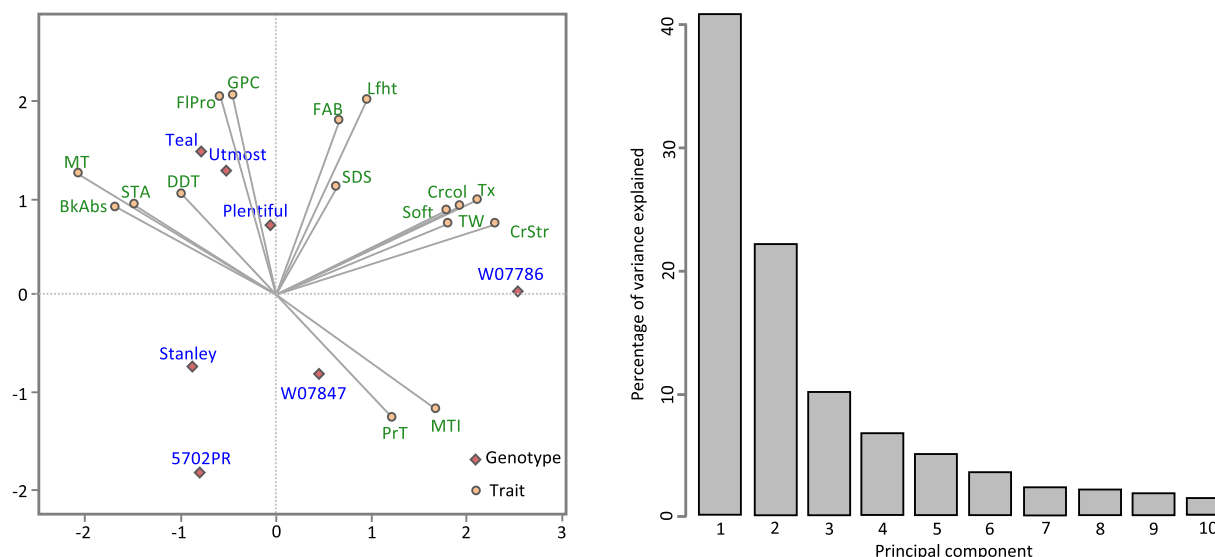 GPC
FlPro
Lfht
FAB
2
Teal
Utmost
MT
SDS
DDT
STA
Crcol
Tx
BkAbs
Plentiful
Soft
TW
1
CrStr
W07786
0
Stanley
W07847
-1
MTI
PrT
5702PR
Genotype
Trait
-2
-2
-1
0
1
2
3
Percentage of variance explained
40
30
20
10
0
1
2
3
4
5
6
7
8
9
10
Principal component